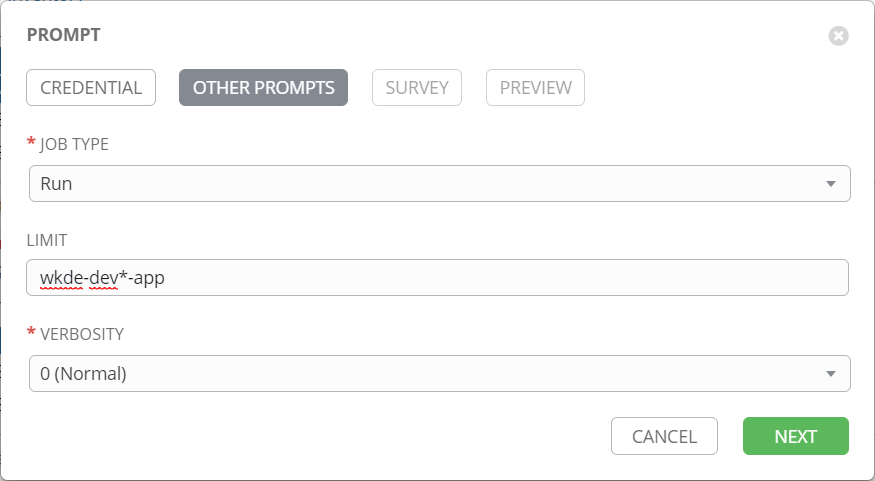 PROMPT
CREDENTIAL OTHER PROMPTS SURVEY PREVIEW
* JOB TYPE
Run
LIMIT
wkde-dev*-app
* VERBOSITY
0 (Normal)
CANCEL NEXT